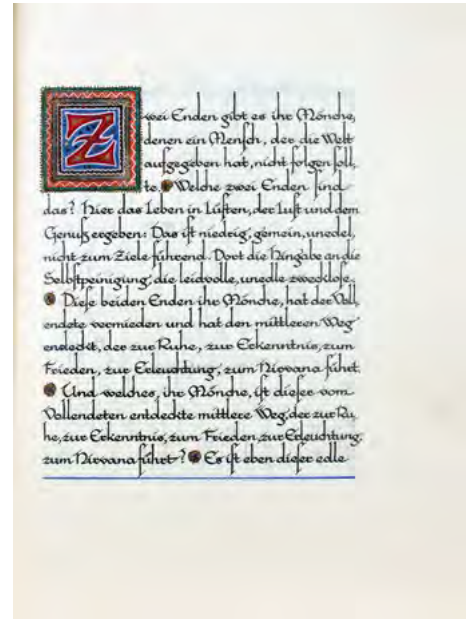 Zwei Enden gibt es ihr Mönche,
denen ein Mensch, der die Welt
aufgegeben hat, nicht folgen soll,
te. Welche zwei Enden sind
das? Hier das Leben in Lüsten, der Lust und dem
Genuß ergeben: Das ist niedrig, gemein, unedel,
nicht zum Ziele führend. Dort die Hingabe an die
Selbstpeinigung, die leidvolle, unedle zwecklose.
Diese beiden Enden ihr Mönche, hat der Voll,
endete vermieden und hat den mittleren Weg
entdeckt, der zur Ruhe, zur Erkenntnis, zum
Frieden, zur Erleuchtung, zum Nirvana führt.
Und welches, ihr Mönche, ist dieser vom
Vollendeten entdeckte mittlere Weg, der zur Ru,
he, zur Erkenntnis, zum Frieden, zur Erleuchtung,
zum Nirvana führt? Es ist eben dieser edle